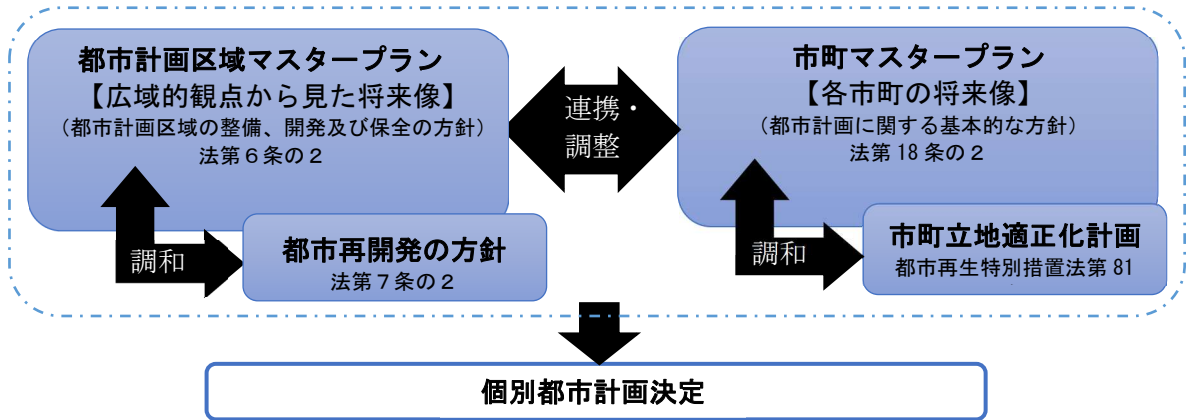 都市計画区域マスタープラン
【広域的観点から見た将来像】
（都市計画区域の整備、開発及び保全の方針）
法第６条の２
調和
都市再開発の方針
法第７条の２
連携・
調整
市町マスタープラン
【各市町の将来像】
（都市計画に関する基本的な方針）
法第 18 条の２
調和
市町立地適正化計画
都市再生特別措置法第 81
個別都市計画決定